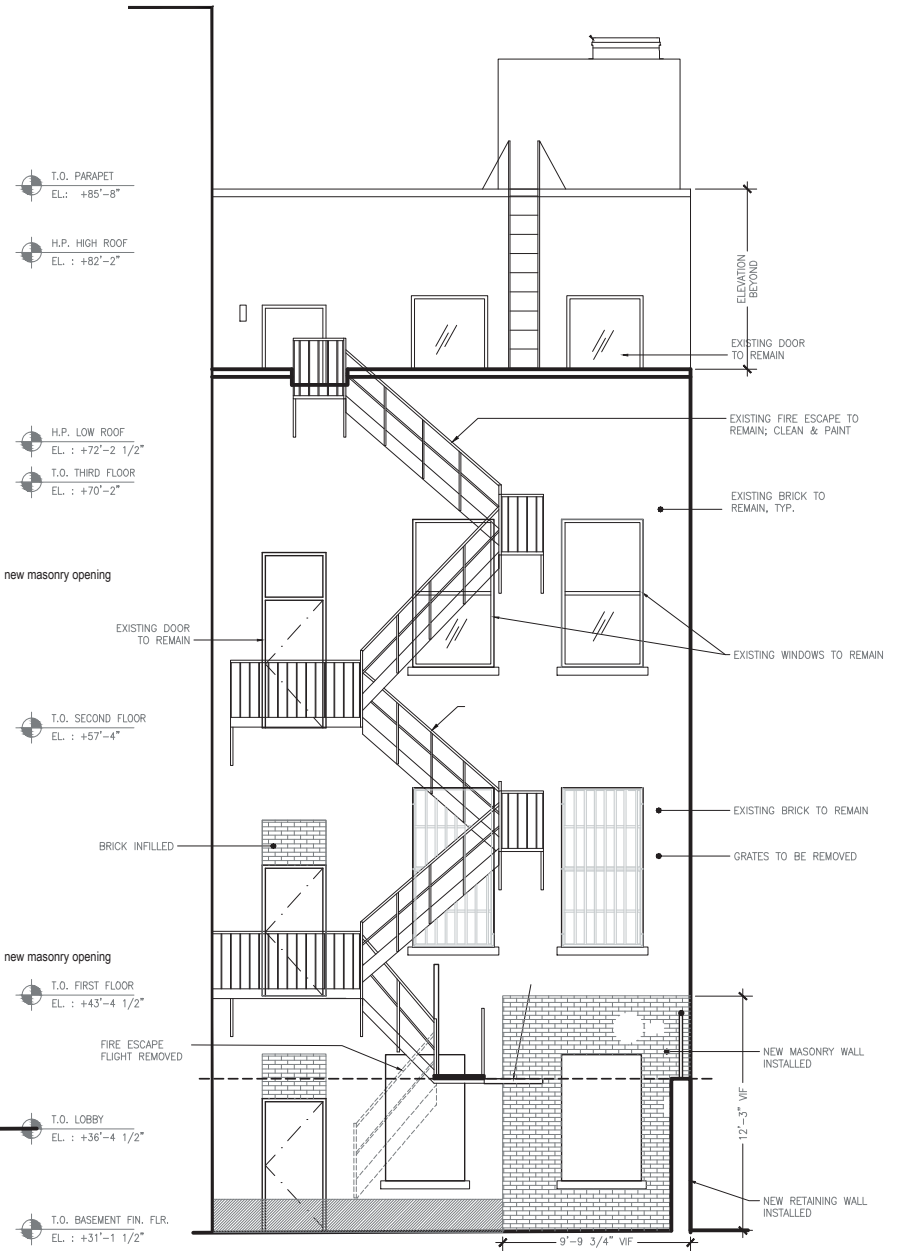 T.O. PARAPET
EL.: +85'-8"
H.P. HIGH ROOF
EL. : +82'-2"
ELEVATION
BEYOND
EXISTING DOOR
TO REMAIN
EXISTING FIRE ESCAPE TO
REMAIN; CLEAN & PAINT
H.P. LOW ROOF
EL. : +72'-2 1/2"
T.O. THIRD FLOOR
EL. : +70'-2"
EXISTING BRICK TO
REMAIN, TYP.
new masonry opening
EXISTING DOOR
TO REMAIN
EXISTING WINDOWS TO REMAIN
T.O. SECOND FLOOR
EL. : +57'-4"
EXISTING BRICK TO REMAIN
BRICK INFILLED
GRATES TO BE REMOVED
new masonry opening
T.O. FIRST FLOOR
EL. : +43'-4 1/2"
FIRE ESCAPE
FLIGHT REMOVED
NEW MASONRY WALL
INSTALLED
12'-3" VIF
T.O. LOBBY
EL. : +36'-4 1/2"
NEW RETAINING WALL
INSTALLED
T.O. BASEMENT FIN. FLR.
EL. : +31'-1 1/2"
9'-9 3/4" VIF